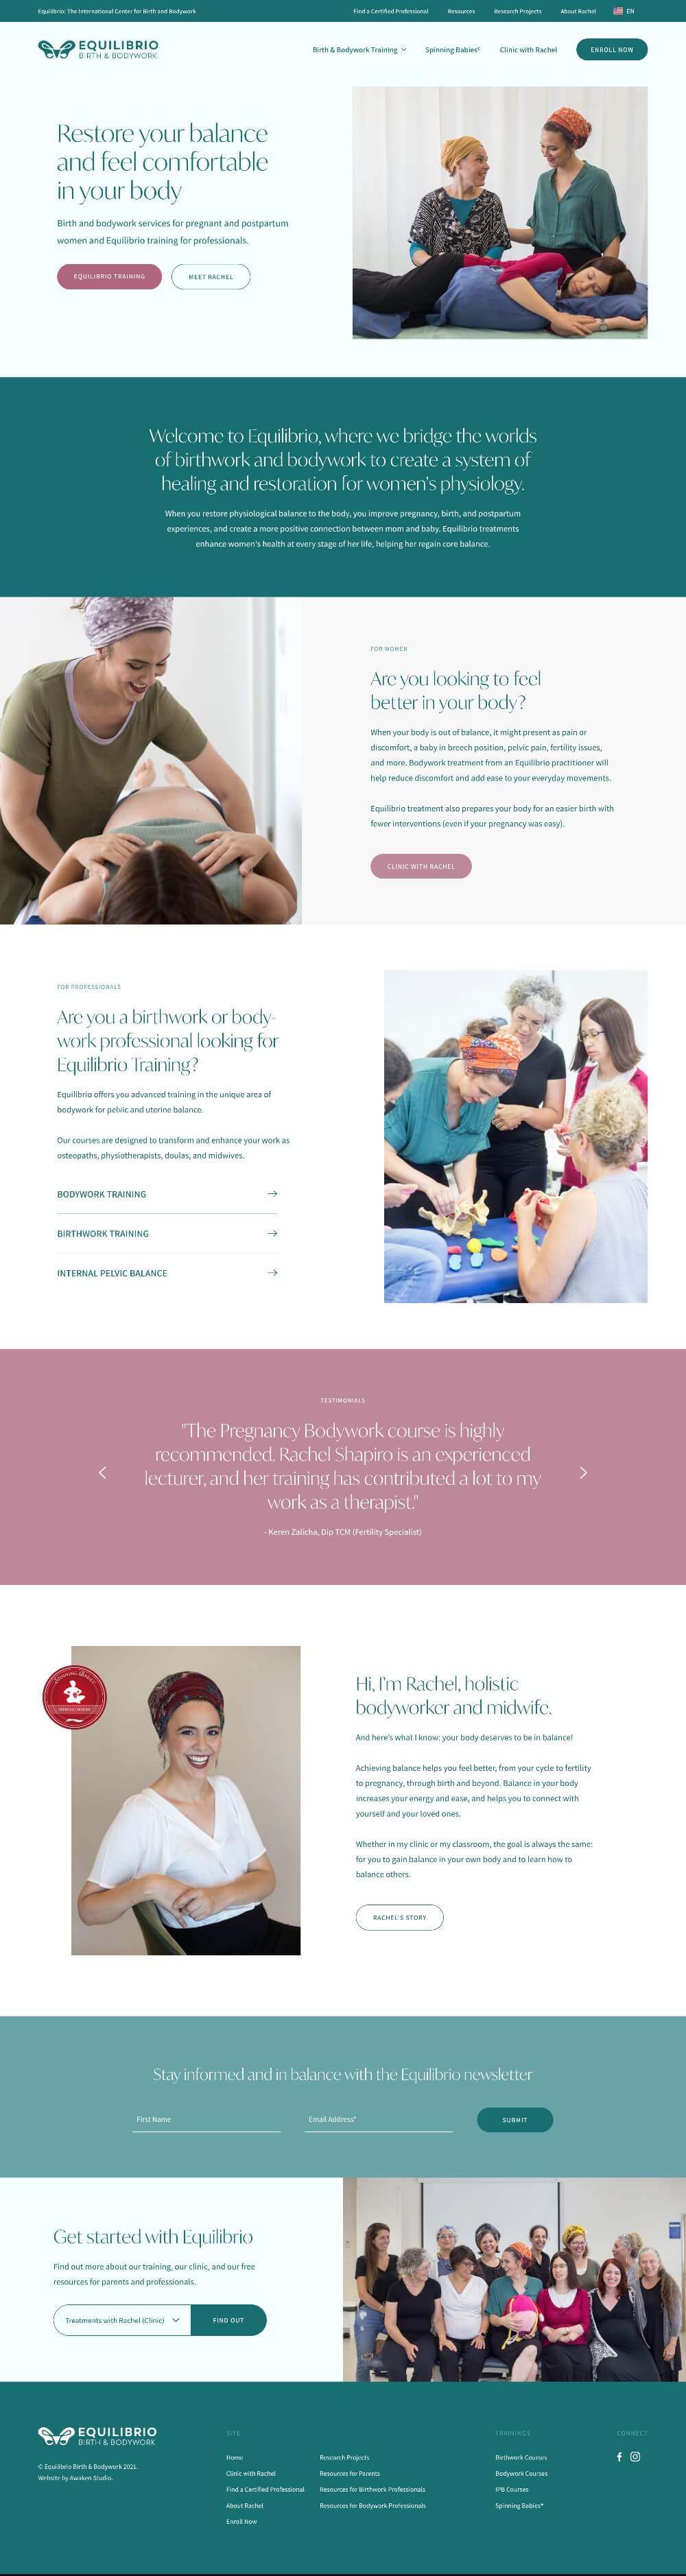 Equilibrio: The International Center for Birth and Bodywork
Find a Certified Professional
Resources
Research Projects
About Rachel
EN
EQUILIBRIO
BIRTH & BODYWORK
Birth & Bodywork Training
Spinning Babies©
Clinic with Rachel
ENROLL NOW
Restore your balance
and feel comfortable
in your body
Birth and bodywork services for pregnant and postpartum
women and Equilibrio training for professionals.
EQUILIBRIO TRAINING
MEET RACHEL
Welcome to Equilibrio, where we bridge the worlds
of birthwork and bodywork to create a system of
healing and restoration for women's physiology.
When you restore physiological balance to the body, you improve pregnancy, birth, and postpartum
experiences, and create a more positive connection between mom and baby. Equilibrio treatments
enhance women's health at every stage of her life, helping her regain core balance.
FOR WOMEN
Are you looking to feel
better in your body?
When your body is out of balance, it might present as pain or
discomfort, a baby in breech position, pelvic pain, fertility issues,
and more. Bodywork treatment from an Equilibrio practitioner will
help reduce discomfort and add ease to your everyday movements.
Equilibrio treatment also prepares your body for an easier birth with
fewer interventions (even if your pregnancy was easy).
CLINIC WITH RACHEL
FOR PROFESSIONALS
Are you a birthwork or body-
work professional looking for
Equilibrio Training?
Equilibrio offers you advanced training in the unique area of
bodywork for pelvic and uterine balance.
Our courses are designed to transform and enhance your work as
osteopaths, physiotherapists, doulas, and midwives.
BODYWORK TRAINING
BIRTHWORK TRAINING
INTERNAL PELVIC BALANCE
TESTIMONIALS
"The Pregnancy Bodywork course is highly
recommended. Rachel Shapiro is an experienced
lecturer, and her training has contributed a lot to my
work as a therapist."
- Keren Zalicha, Dip TCM (Fertility Specialist)
Hi, I'm Rachel, holistic
bodyworker and midwife.
And here's what I know: your body deserves to be in balance!
Achieving balance helps you feel better, from your cycle to fertility
to pregnancy, through birth and beyond. Balance in your body
increases your energy and ease, and helps you to connect with
yourself and your loved ones.
Whether in my clinic or my classroom, the goal is always the same:
for you to gain balance in your own body and to learn how to
balance others.
RACHEL'S STORY
Stay informed and in balance with the Equilibrio newsletter
First Name
Email Address*
SUBMIT
Get started with Equilibrio
Find out more about our training, our clinic, and our free
resources for parents and professionals.
Treatments with Rachel (Clinic)
FIND OUT
EQUILIBRIO
BIRTH & BODYWORK
© Equilibrio Birth & Bodywork 2021.
Website by Awaken Studio.
SITE
Home
Clinic with Rachel
Find a Certified Professional
About Rachel
Enroll Now
Research Projects
Resources for Parents
Resources for Birthwork Professionals
Resources for Bodywork Professionals
TRAININGS
Birthwork Courses
Bodywork Courses
IPB Courses
Spinning Babies®
CONNECT